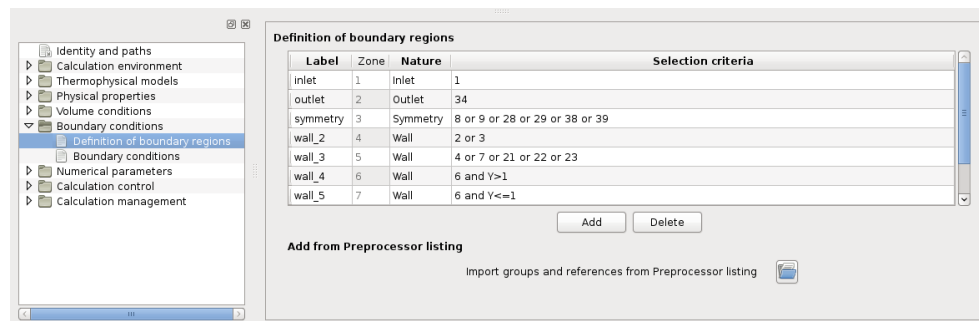 Identity and paths
Calculation environment
Thermophysical models
Physical properties
Volume conditions
Boundary conditions
Definition of boundary regions
Boundary conditions
Numerical parameters
Calculation control
Calculation management
Definition of boundary regions
Label Zone Nature Selection criteria
inlet 1 Inlet 1
outlet 2 Outlet 34
symmetry 3 Symmetry 8 or 9 or 28 or 29 or 38 or 39
wall_2 4 Wall 2 or 3
wall_3 5 Wall 4 or 7 or 21 or 22 or 23
wall_4 6 Wall 6 and Y>1
wall_5 7 Wall 6 and Y<=1
Add Delete
Add from Preprocessor listing
Import groups and references from Preprocessor listing